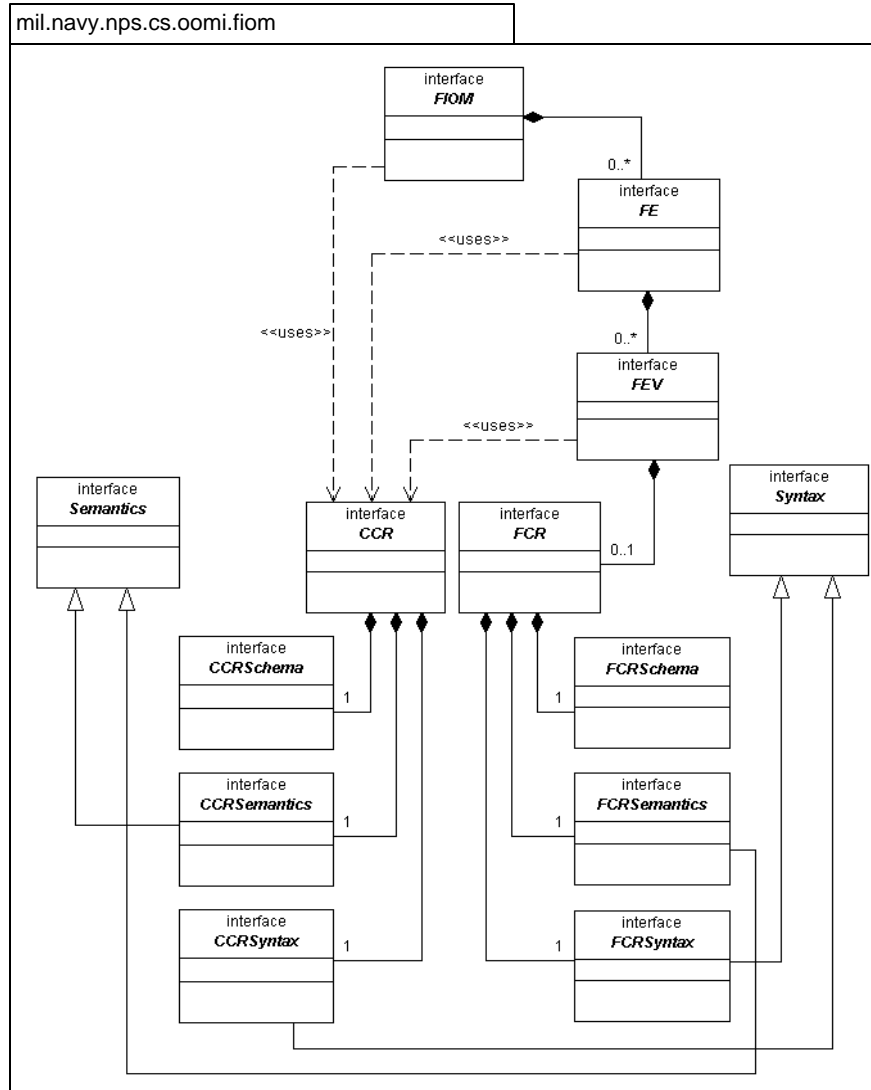 mil.navy.nps.cs.oomi.fiom
interface
FIOM
0..*
interface
FE
<<uses>>
<<uses>>
0..*
interface
FEV
<<uses>>
interface
Semantics
interface
Syntax
interface
CCR
interface
FCR
0..1
interface
CCRSchema
1
interface
FCRSchema
1
interface
CCRSemantics
1
interface
FCRSemantics
1
interface
CCRSyntax
1
interface
FCRSyntax
1